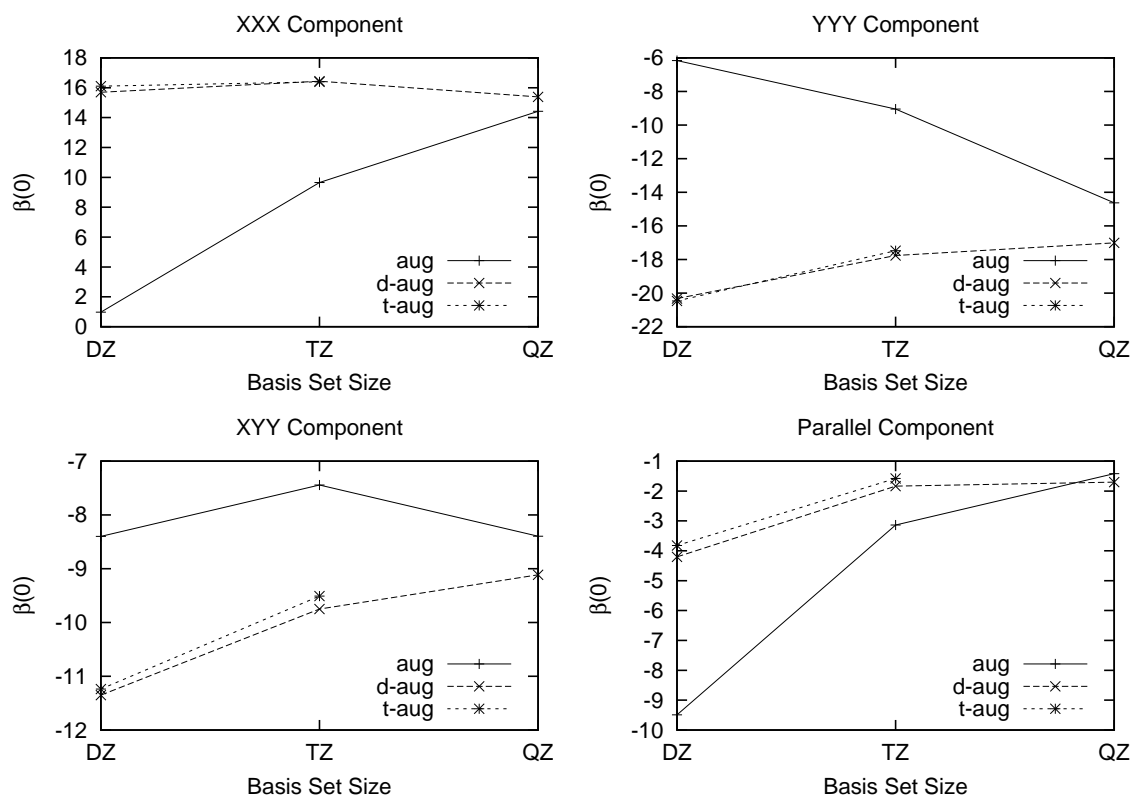 XXX Component
18
16
14
12
10
8
6
4
2
0
β(0)
aug
d-aug
t-aug
DZ
TZ
QZ
Basis Set Size
YYY Component
-6
-8
-10
-12
-14
-16
-18
-20
-22
β(0)
aug
d-aug
t-aug
DZ
TZ
QZ
Basis Set Size
XYY Component
-7
-8
-9
-10
-11
-12
β(0)
aug
d-aug
t-aug
DZ
TZ
QZ
Basis Set Size
Parallel Component
-1
-2
-3
-4
-5
-6
-7
-8
-9
-10
β(0)
aug
d-aug
t-aug
DZ
TZ
QZ
Basis Set Size